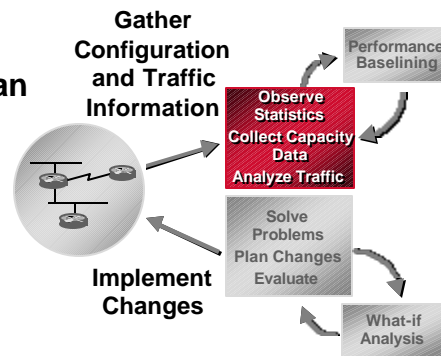 Gather
Configuration
and Traffic
Information
an
Performance
Baselining
Observe
Statistics
Collect Capacity
Data
Analyze Traffic
Solve
Problems
Plan Changes
Evaluate
Implement
Changes
What-if
Analysis